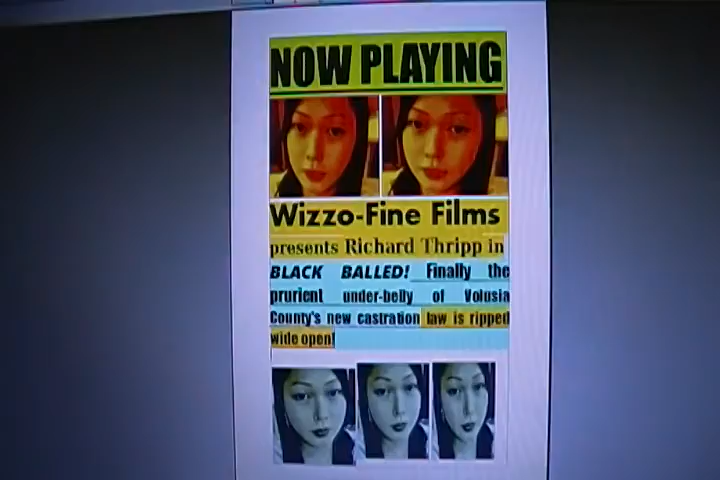 NOW PLAYING
Wizzo-Fine Films
presents Richard Thripp in
BLACK BALLED! Finally the
prurient under-belly of Volusia
County's new castration law is ripped
wide open!